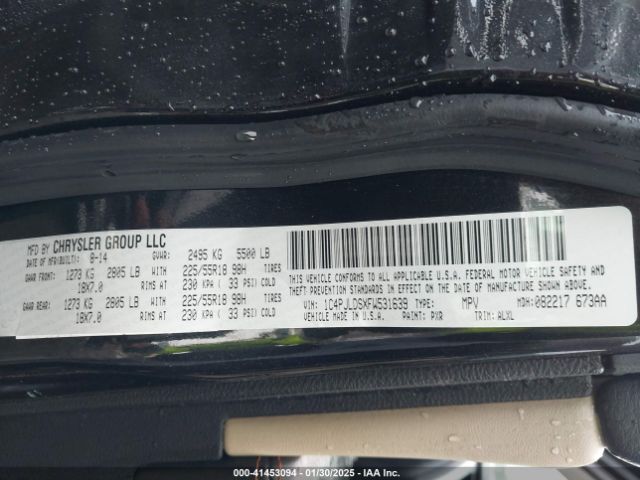 MFD BY CHRYSLER GROUP LLC
DATE OF MFR(BUILT): 8-14 GVWR: 2495 KG 5500 LB
GAWR FRONT: 1273 KG 2805 LB WITH 225/55R18 98H TIRES
18X7.0 RIMS AT 230 KPA ( 33 PSI) COLD
GAWR REAR: 1273 KG 2805 LB WITH 225/55R18 98H TIRES
18X7.0 RIMS AT 230 KPA ( 33 PSI) COLD
THIS VEHICLE CONFORMS TO ALL APPLICABLE U.S.A. FEDERAL MOTOR VEHICLE SAFETY AND
THEFT PREVENTION STANDARDS IN EFFECT ON THE DATE OF MANUFACTURE SHOWN ABOVE.
VIN: 1C4PJLDSXFW531639 TYPE: MPV MDH: 082217 673AA
VEHICLE MADE IN U.S.A. PAINT: PXR TRIM: ALXL
000-41453094 | 01/30/2025 | IAA Inc.